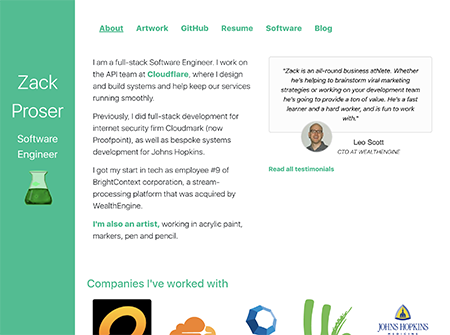 About Artwork GitHub Resume Software Blog
Zack
Proser
Software
Engineer
I am a full-stack Software Engineer. I work on
the API team at Cloudflare, where I design
and build systems and help keep our services
running smoothly.
Previously, I did full-stack development for
internet security firm Cloudmark (now
Proofpoint), as well as bespoke systems
development for Johns Hopkins.
I got my start in tech as employee #9 of
BrightContext corporation, a stream-
processing platform that was acquired by
WealthEngine.
I'm also an artist, working in acrylic paint,
markers, pen and pencil.
"Zack is an all-round business athlete. Whether
he's helping to brainstorm viral marketing
strategies or working on your development team
he's going to provide a ton of value. He's a fast
learner and a hard worker, and is fun to work
with."
Leo Scott
CTO AT WEALTHENGINE
Read all testimonials
Companies I've worked with
JOHNS HOPKINS